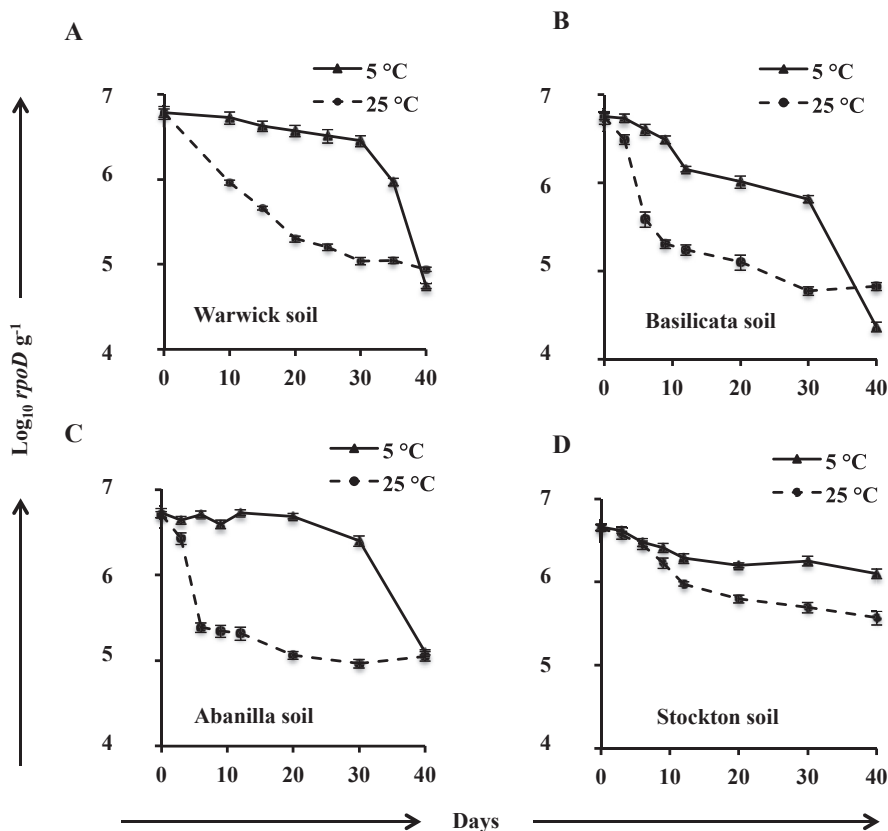 A
5 °C
25 °C
7
6
5
4
0 10 20 30 40
Warwick soil
B
5 °C
25 °C
7
6
5
4
0 10 20 30 40
Basilicata soil
Log₁₀ rpoD g⁻¹
C
5 °C
25 °C
7
6
5
4
0 10 20 30 40
Abanilla soil
D
5 °C
25 °C
7
6
5
4
0 10 20 30 40
Stockton soil
Days